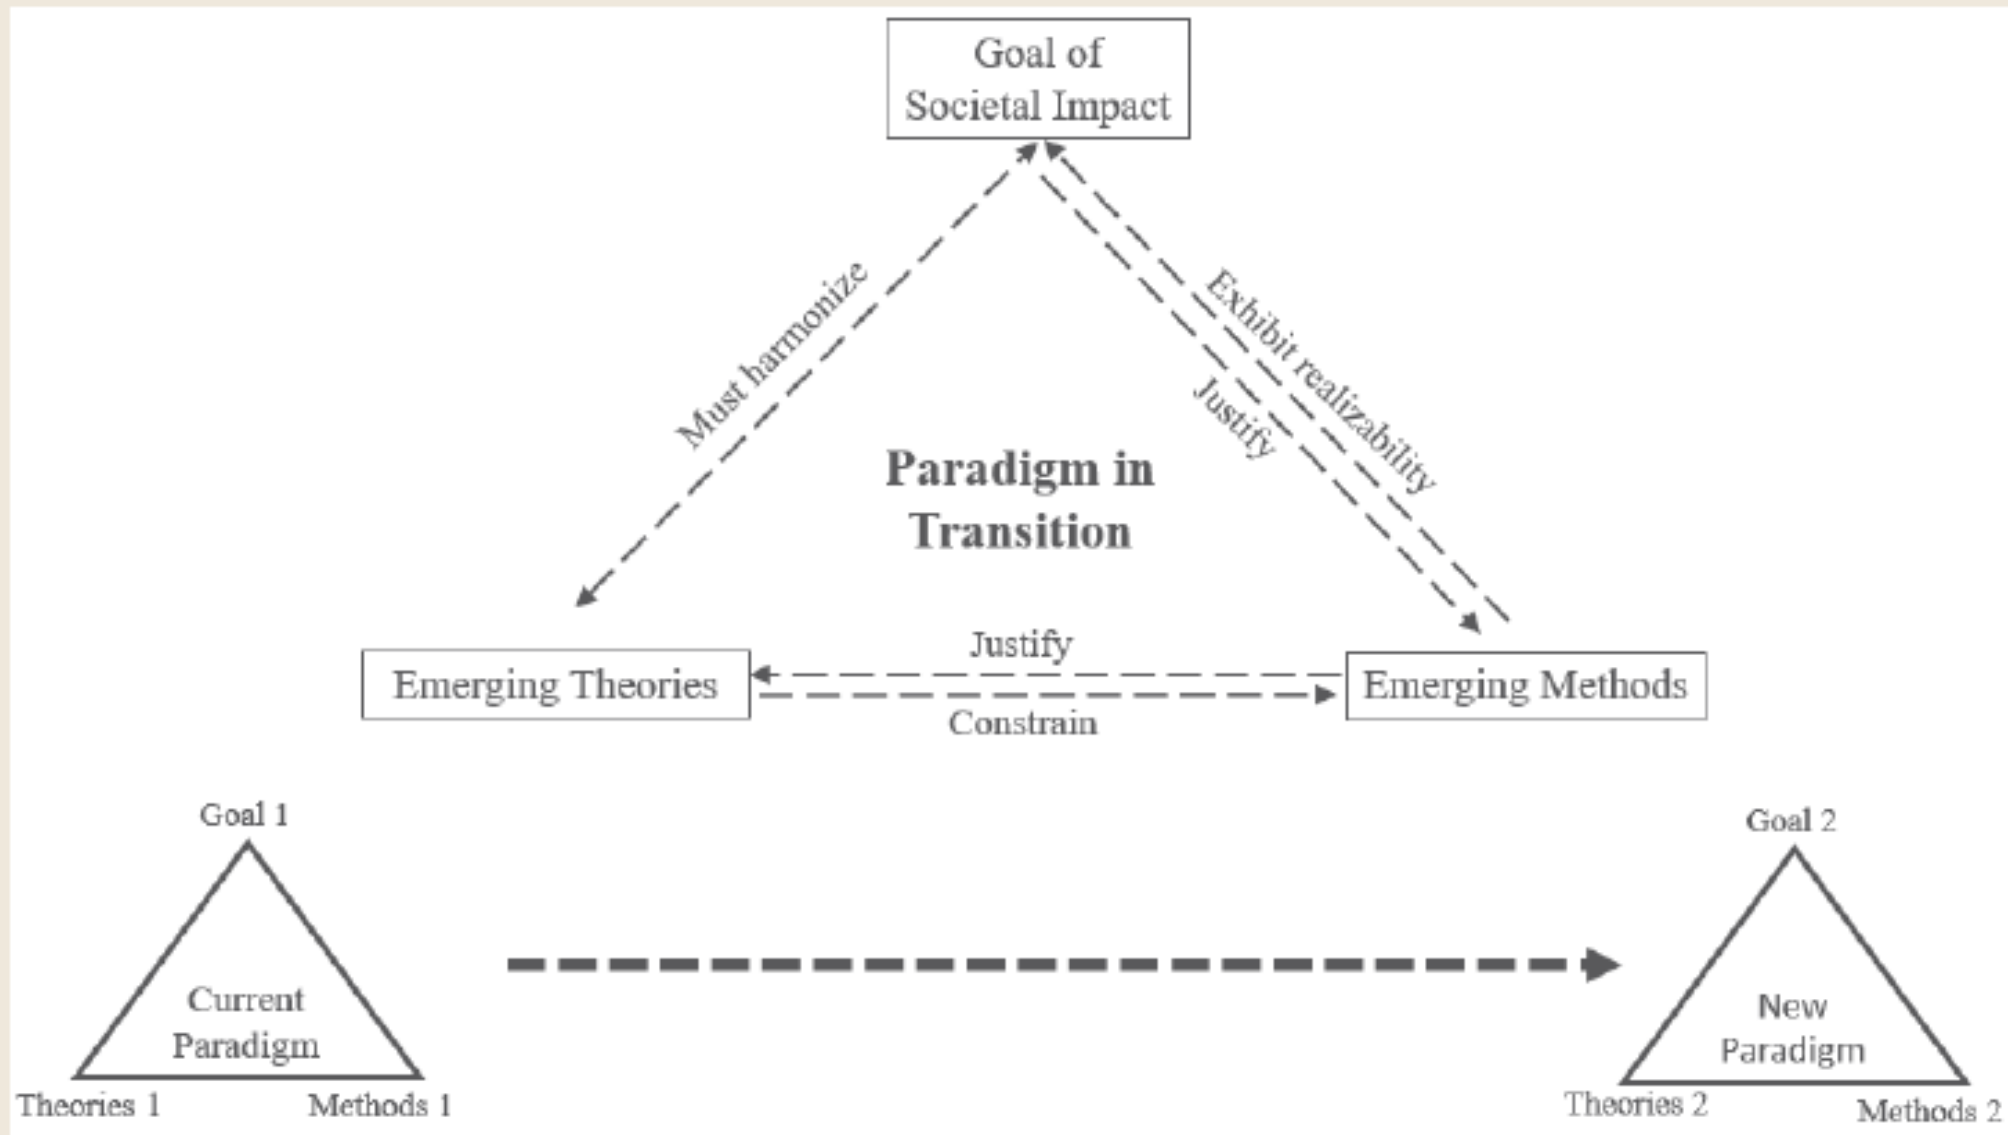 Goal of
Societal Impact
Must harmonize
Exhibit realizability
Justify
Paradigm in
Transition
Justify
Emerging Theories
Emerging Methods
Constrain
Goal 1
Goal 2
Current
Paradigm
New
Paradigm
Theories 1
Methods 1
Theories 2
Methods 2